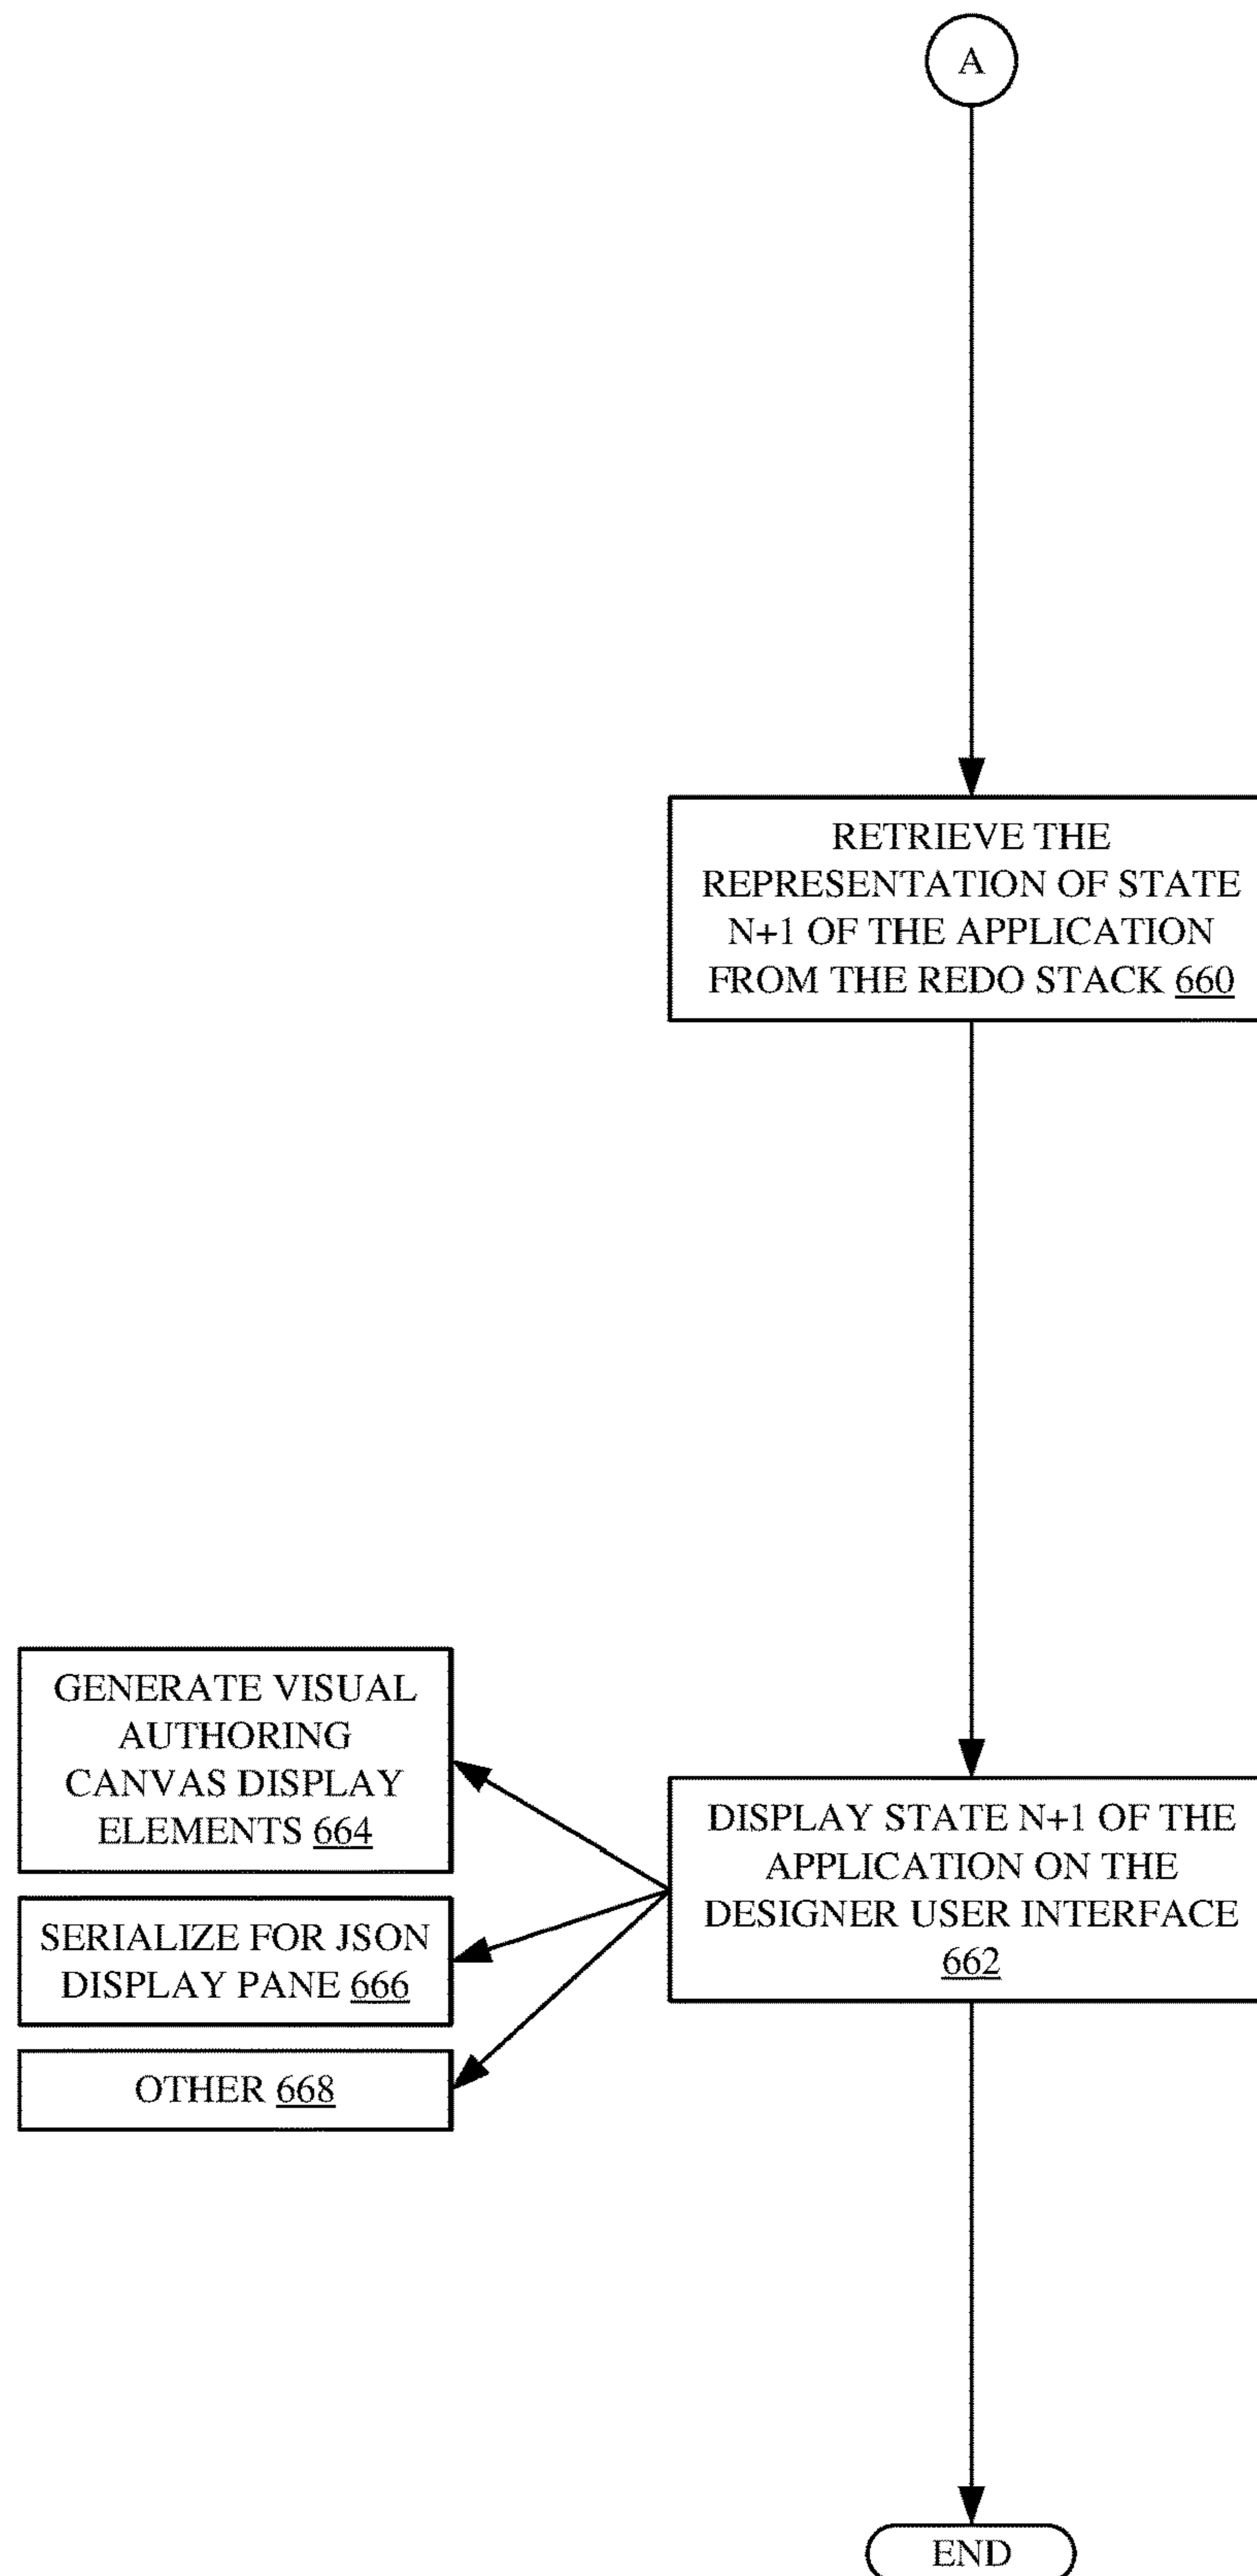 A
RETRIEVE THE
REPRESENTATION OF STATE
N+1 OF THE APPLICATION
FROM THE REDO STACK 660
GENERATE VISUAL
AUTHORING
CANVAS DISPLAY
ELEMENTS 664
SERIALIZE FOR JSON
DISPLAY PANE 666
OTHER 668
DISPLAY STATE N+1 OF THE
APPLICATION ON THE
DESIGNER USER INTERFACE
662
END